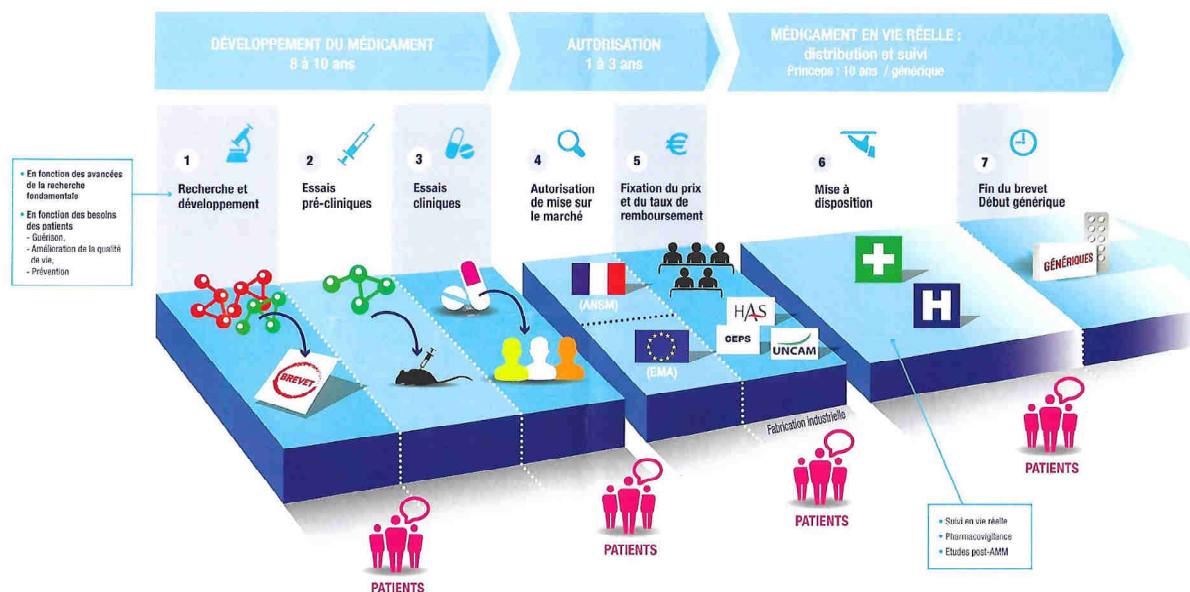 DÉVELOPPEMENT DU MÉDICAMENT
8 à 10 ans
AUTORISATION
1 à 3 ans
MÉDICAMENT EN VIE RÉELLE :
distribution et suivi
Princeps : 10 ans / générique
• En fonction des avancées
de la recherche
fondamentale
• En fonction des besoins
des patients
- Guérison,
- Amélioration de la qualité
de vie,
- Prévention
1
Recherche et
développement
2
Essais
pré-cliniques
3
Essais
cliniques
4
Autorisation
de mise sur
le marché
5
€
Fixation du prix
et du taux de
remboursement
6
Mise à
disposition
7
Fin du brevet
Début générique
BREVET
(ANSM)
(EMA)
HAS
CEPS
UNCAM
H
GÉNÉRIQUES
Fabrication industrielle
PATIENTS
PATIENTS
PATIENTS
PATIENTS
• Suivi en vie réelle
• Pharmacovigilance
• Etudes post-AMM